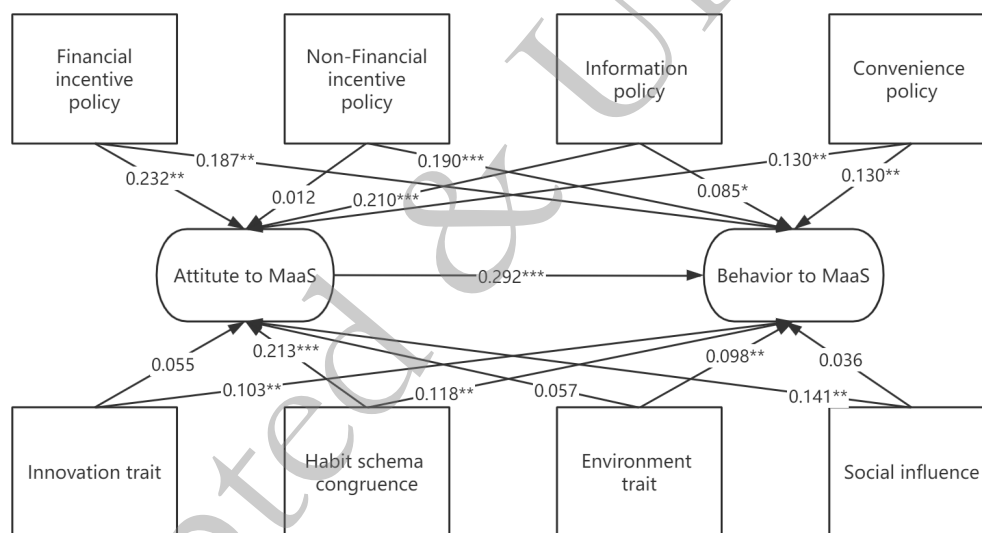 Financial
incentive
policy
Non-Financial
incentive
policy
Information
policy
Convenience
policy
0.187**
0.190***
0.130**
0.232**
0.012
0.210***
0.085*
0.130**
Attitute to MaaS
0.292***
Behavior to MaaS
0.055
0.213***
0.098**
0.036
0.103**
0.118**
0.057
0.141**
Innovation trait
Habit schema
congruence
Environment
trait
Social influence